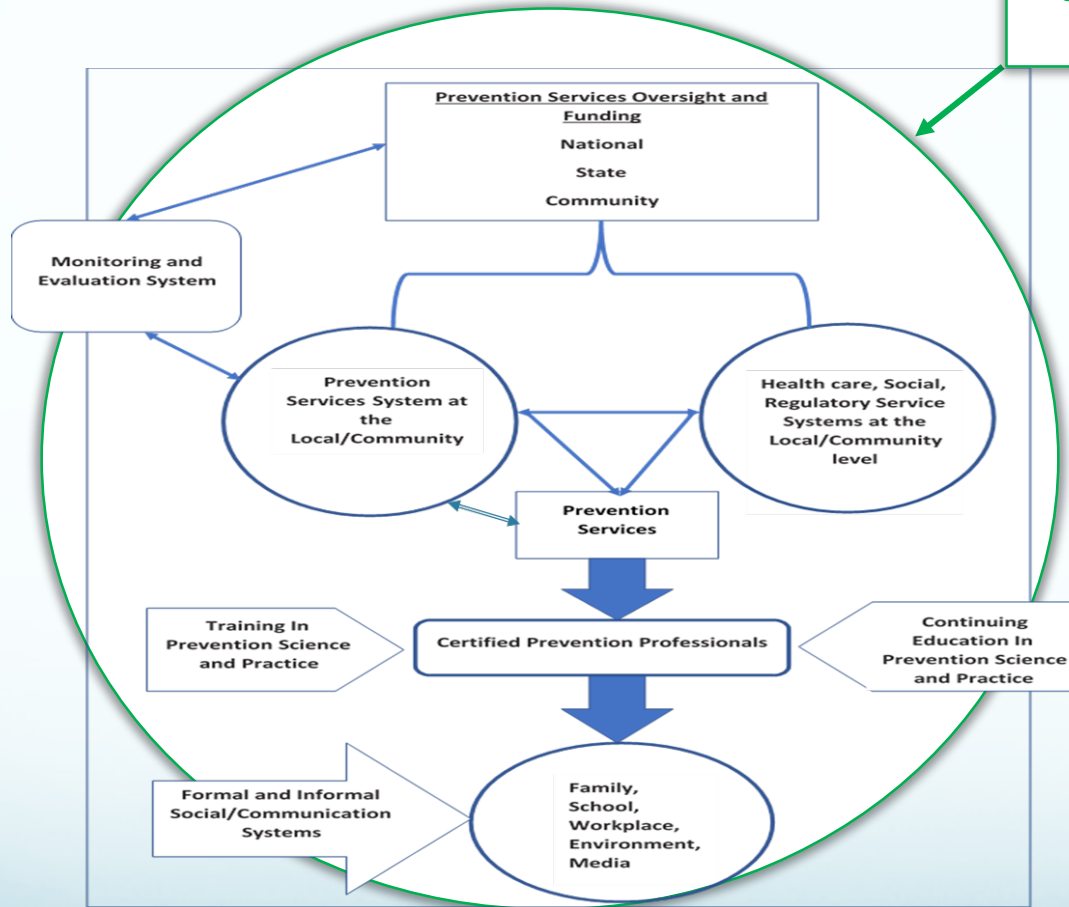 Prevention Services Oversight and
Funding
National
State
Community
Monitoring and
Evaluation System
Prevention
Services System at
the
Local/Community
Health care, Social,
Regulatory Service
Systems at the
Local/Community
level
Prevention
Services
Training In
Prevention Science
and Practice
Certified Prevention Professionals
Continuing
Education In
Prevention Science
and Practice
Formal and Informal
Social/Communication
Systems
Family,
School,
Workplace,
Environment,
Media